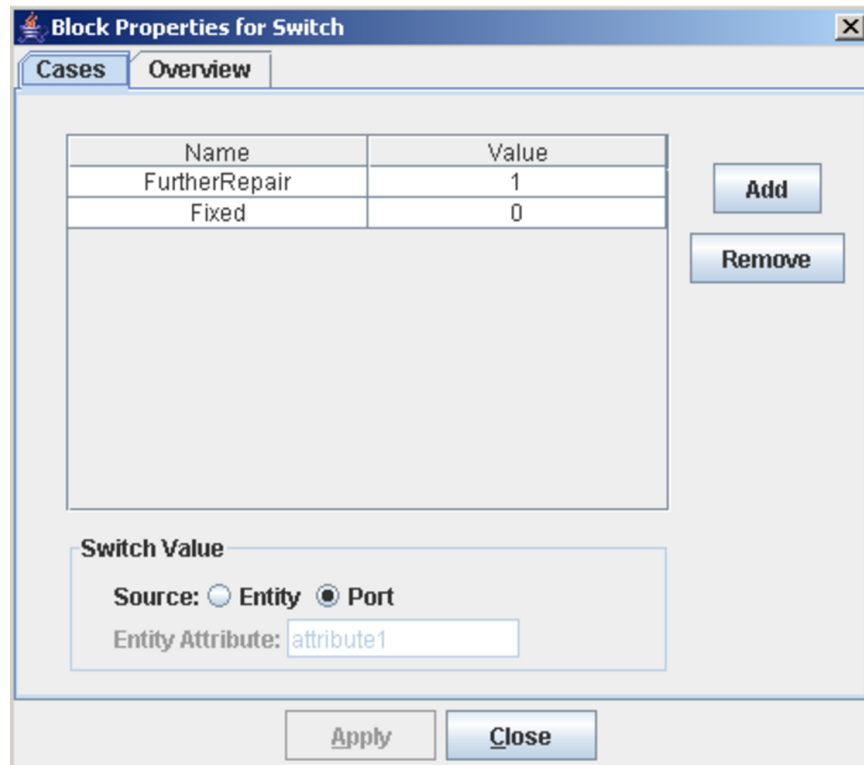 Block Properties for Switch
Cases Overview
Name Value
FurtherRepair 1
Fixed 0
Add
Remove
Switch Value
Source: Entity Port
Entity Attribute: attribute1
Apply Close